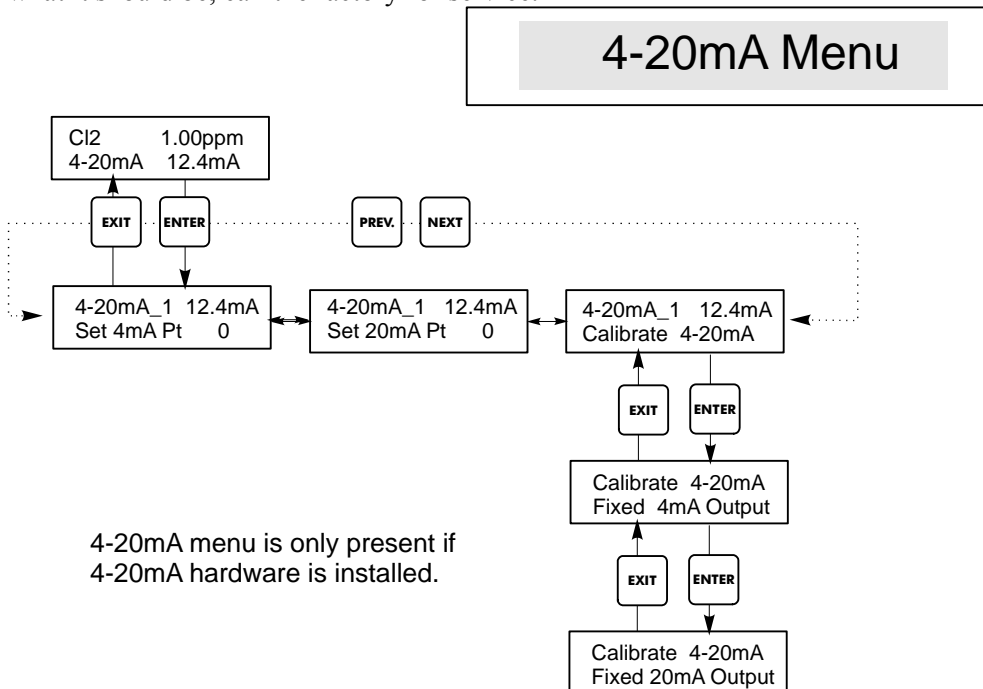 4-20mA Menu
Cl2 1.00ppm
4-20mA 12.4mA
EXIT
ENTER
PREV.
NEXT
4-20mA_1 12.4mA
Set 4mA Pt 0
4-20mA_1 12.4mA
Set 20mA Pt 0
4-20mA_1 12.4mA
Calibrate 4-20mA
EXIT
ENTER
Calibrate 4-20mA
Fixed 4mA Output
4-20mA menu is only present if
4-20mA hardware is installed.
EXIT
ENTER
Calibrate 4-20mA
Fixed 20mA Output